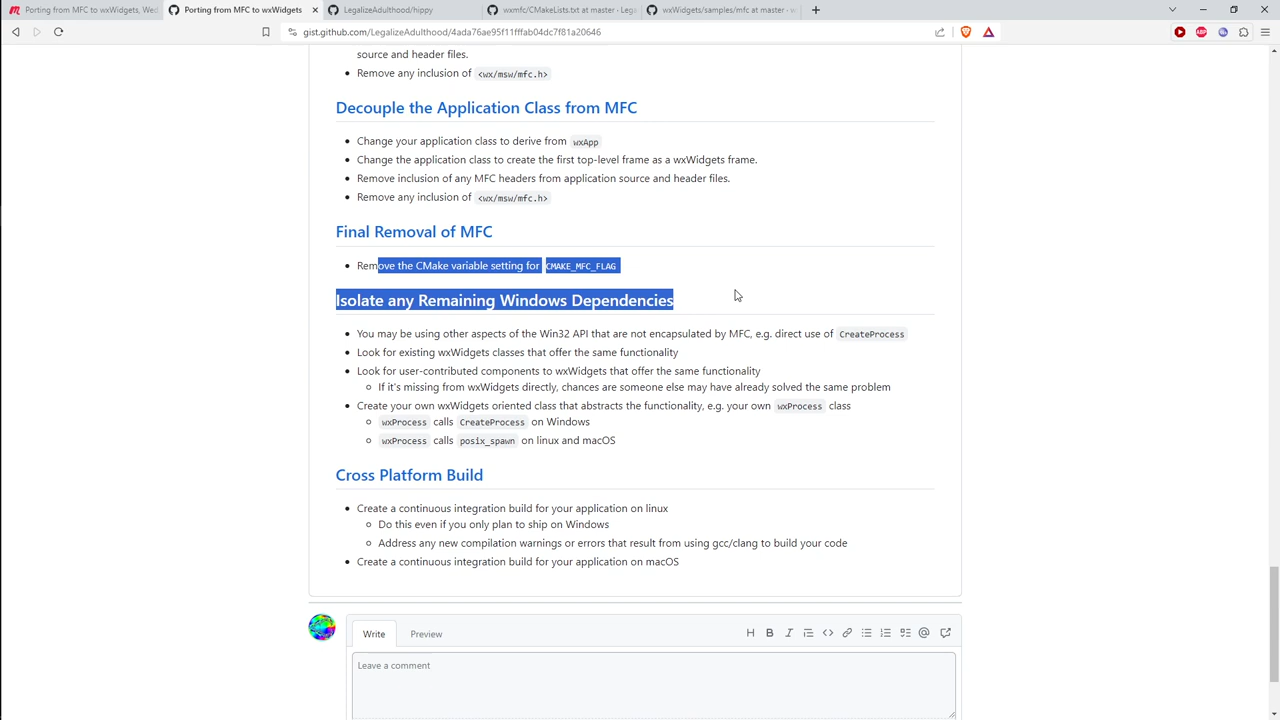 Porting from MFC to wxWidgets, Wed
Porting from MFC to wxWidgets
LegalizeAdulthood/hippy
wxmfc/CMakeLists.txt at master · Lega
wxWidgets/samples/mfc at master · w
gist.github.com/LegalizeAdulthood/4ada76ae95f11fffab04dc7f81a20646
source and header files.
Remove any inclusion of <wx/msw/mfc.h>
Decouple the Application Class from MFC
Change your application class to derive from wxApp
Change the application class to create the first top-level frame as a wxWidgets frame.
Remove inclusion of any MFC headers from application source and header files.
Remove any inclusion of <wx/msw/mfc.h>
Final Removal of MFC
Remove the CMake variable setting for CMAKE_MFC_FLAG
Isolate any Remaining Windows Dependencies
You may be using other aspects of the Win32 API that are not encapsulated by MFC, e.g. direct use of CreateProcess
Look for existing wxWidgets classes that offer the same functionality
Look for user-contributed components to wxWidgets that offer the same functionality
If it's missing from wxWidgets directly, chances are someone else may have already solved the same problem
Create your own wxWidgets oriented class that abstracts the functionality, e.g. your own wxProcess class
wxProcess calls CreateProcess on Windows
wxProcess calls posix_spawn on linux and macOS
Cross Platform Build
Create a continuous integration build for your application on linux
Do this even if you only plan to ship on Windows
Address any new compilation warnings or errors that result from using gcc/clang to build your code
Create a continuous integration build for your application on macOS
Write
Preview
Leave a comment